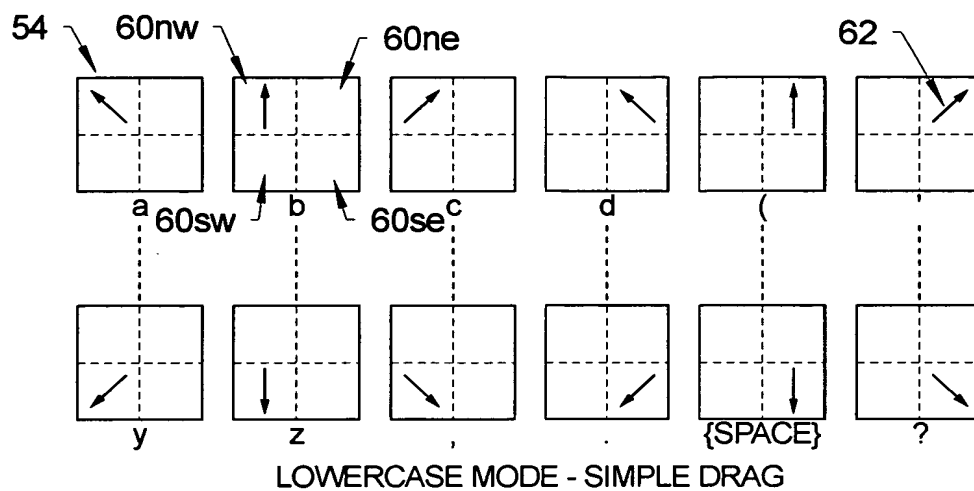 54 60nw 60ne 62
a b c d ( '
60sw 60se
y z , . {SPACE} ?
LOWERCASE MODE - SIMPLE DRAG